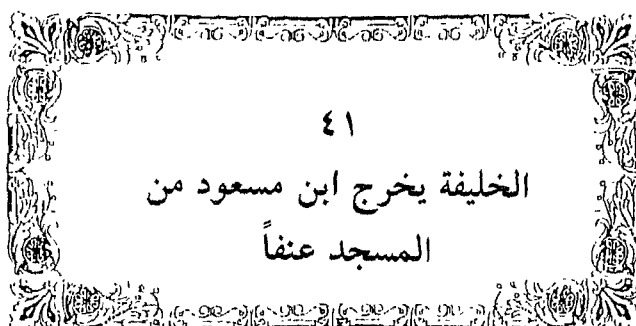 ٤١
الخليفة يخرج ابن مسعود من
المسجد عنفاً